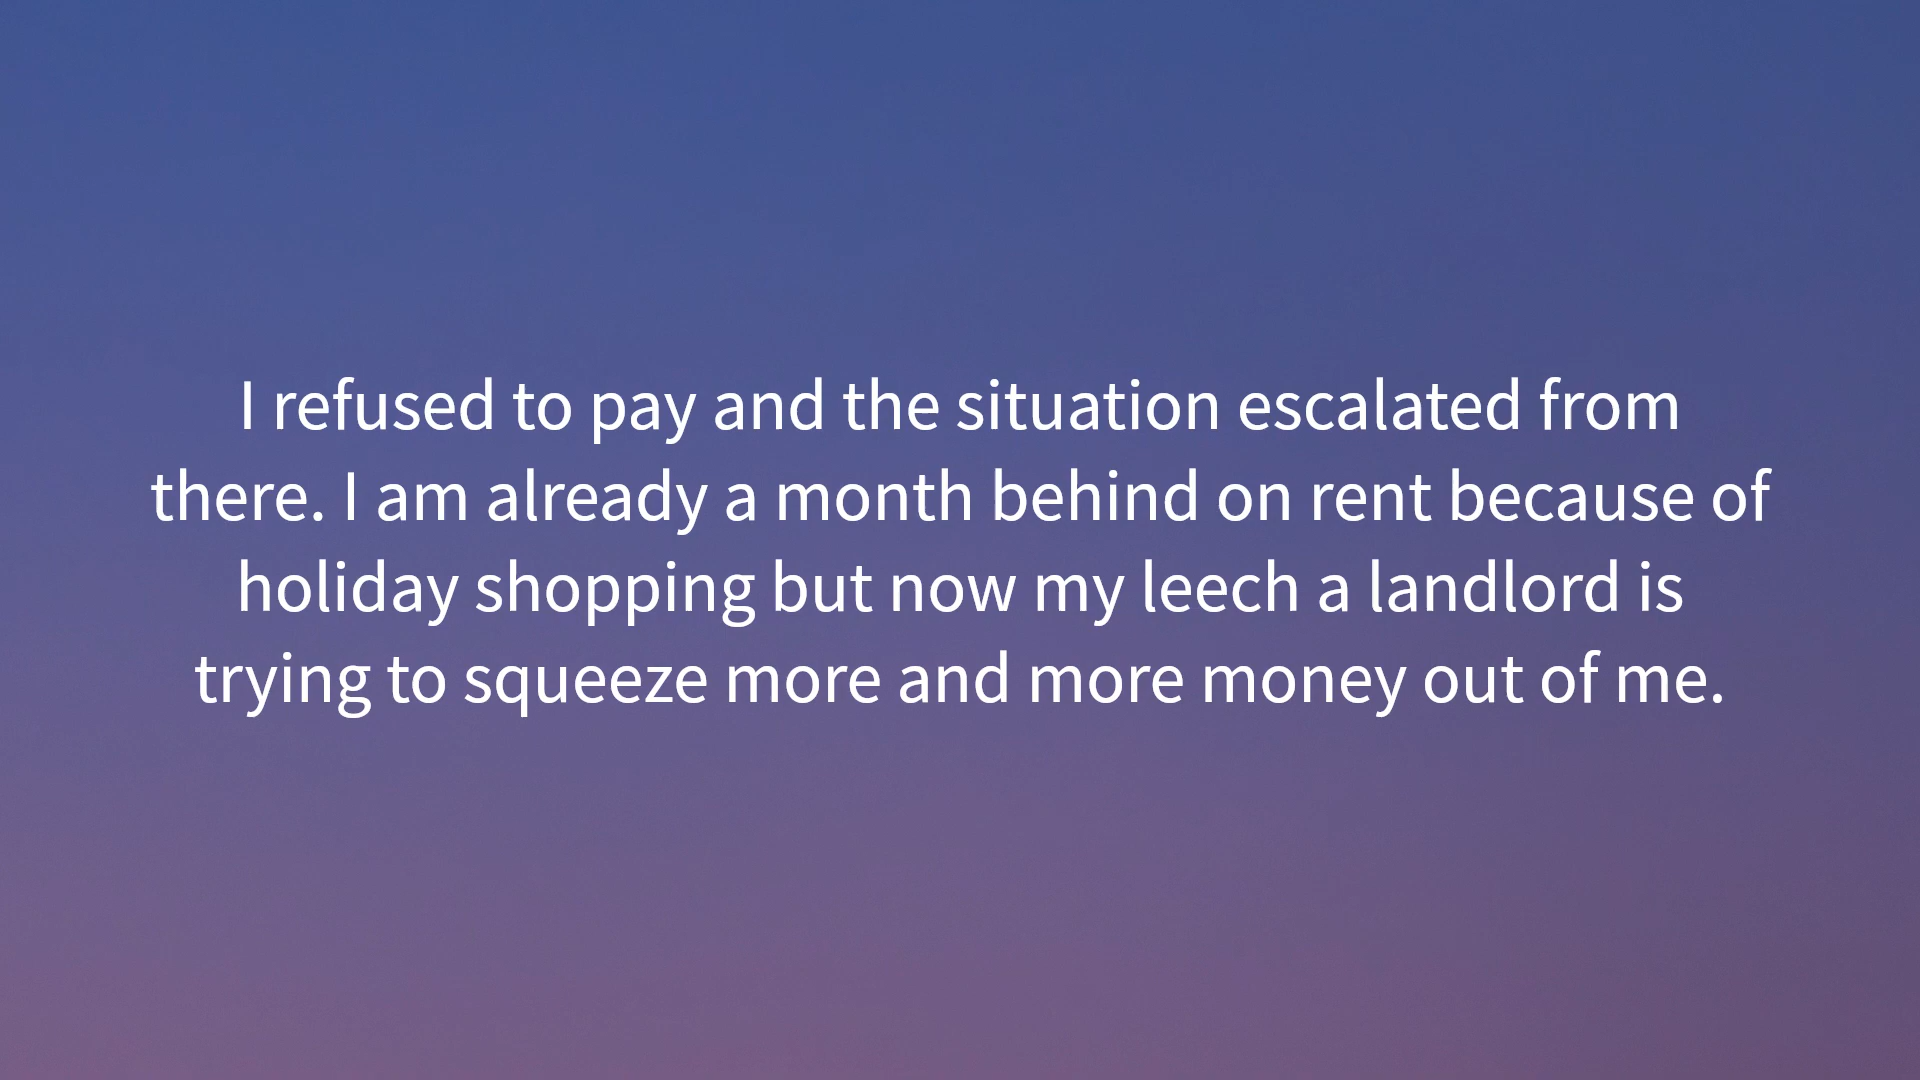 I refused to pay and the situation escalated from
there. I am already a month behind on rent because of
holiday shopping but now my leech a landlord is
trying to squeeze more and more money out of me.